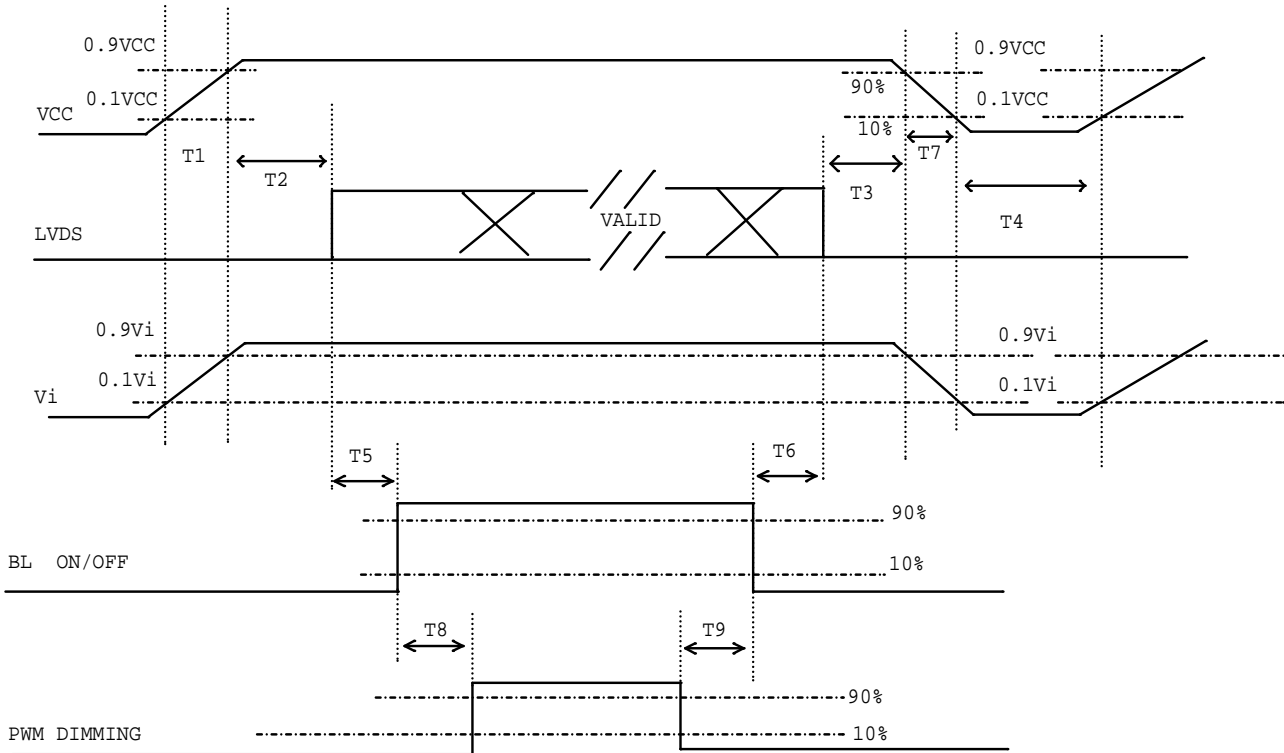 0.9VCC
0.9VCC
90%
0.1VCC
0.1VCC
VCC
10%
T1
T7
T2
T3
T4
VALID
LVDS
0.9Vi
0.9Vi
0.1Vi
0.1Vi
Vi
T5
T6
90%
BL ON/OFF
10%
T8
T9
90%
PWM DIMMING
10%